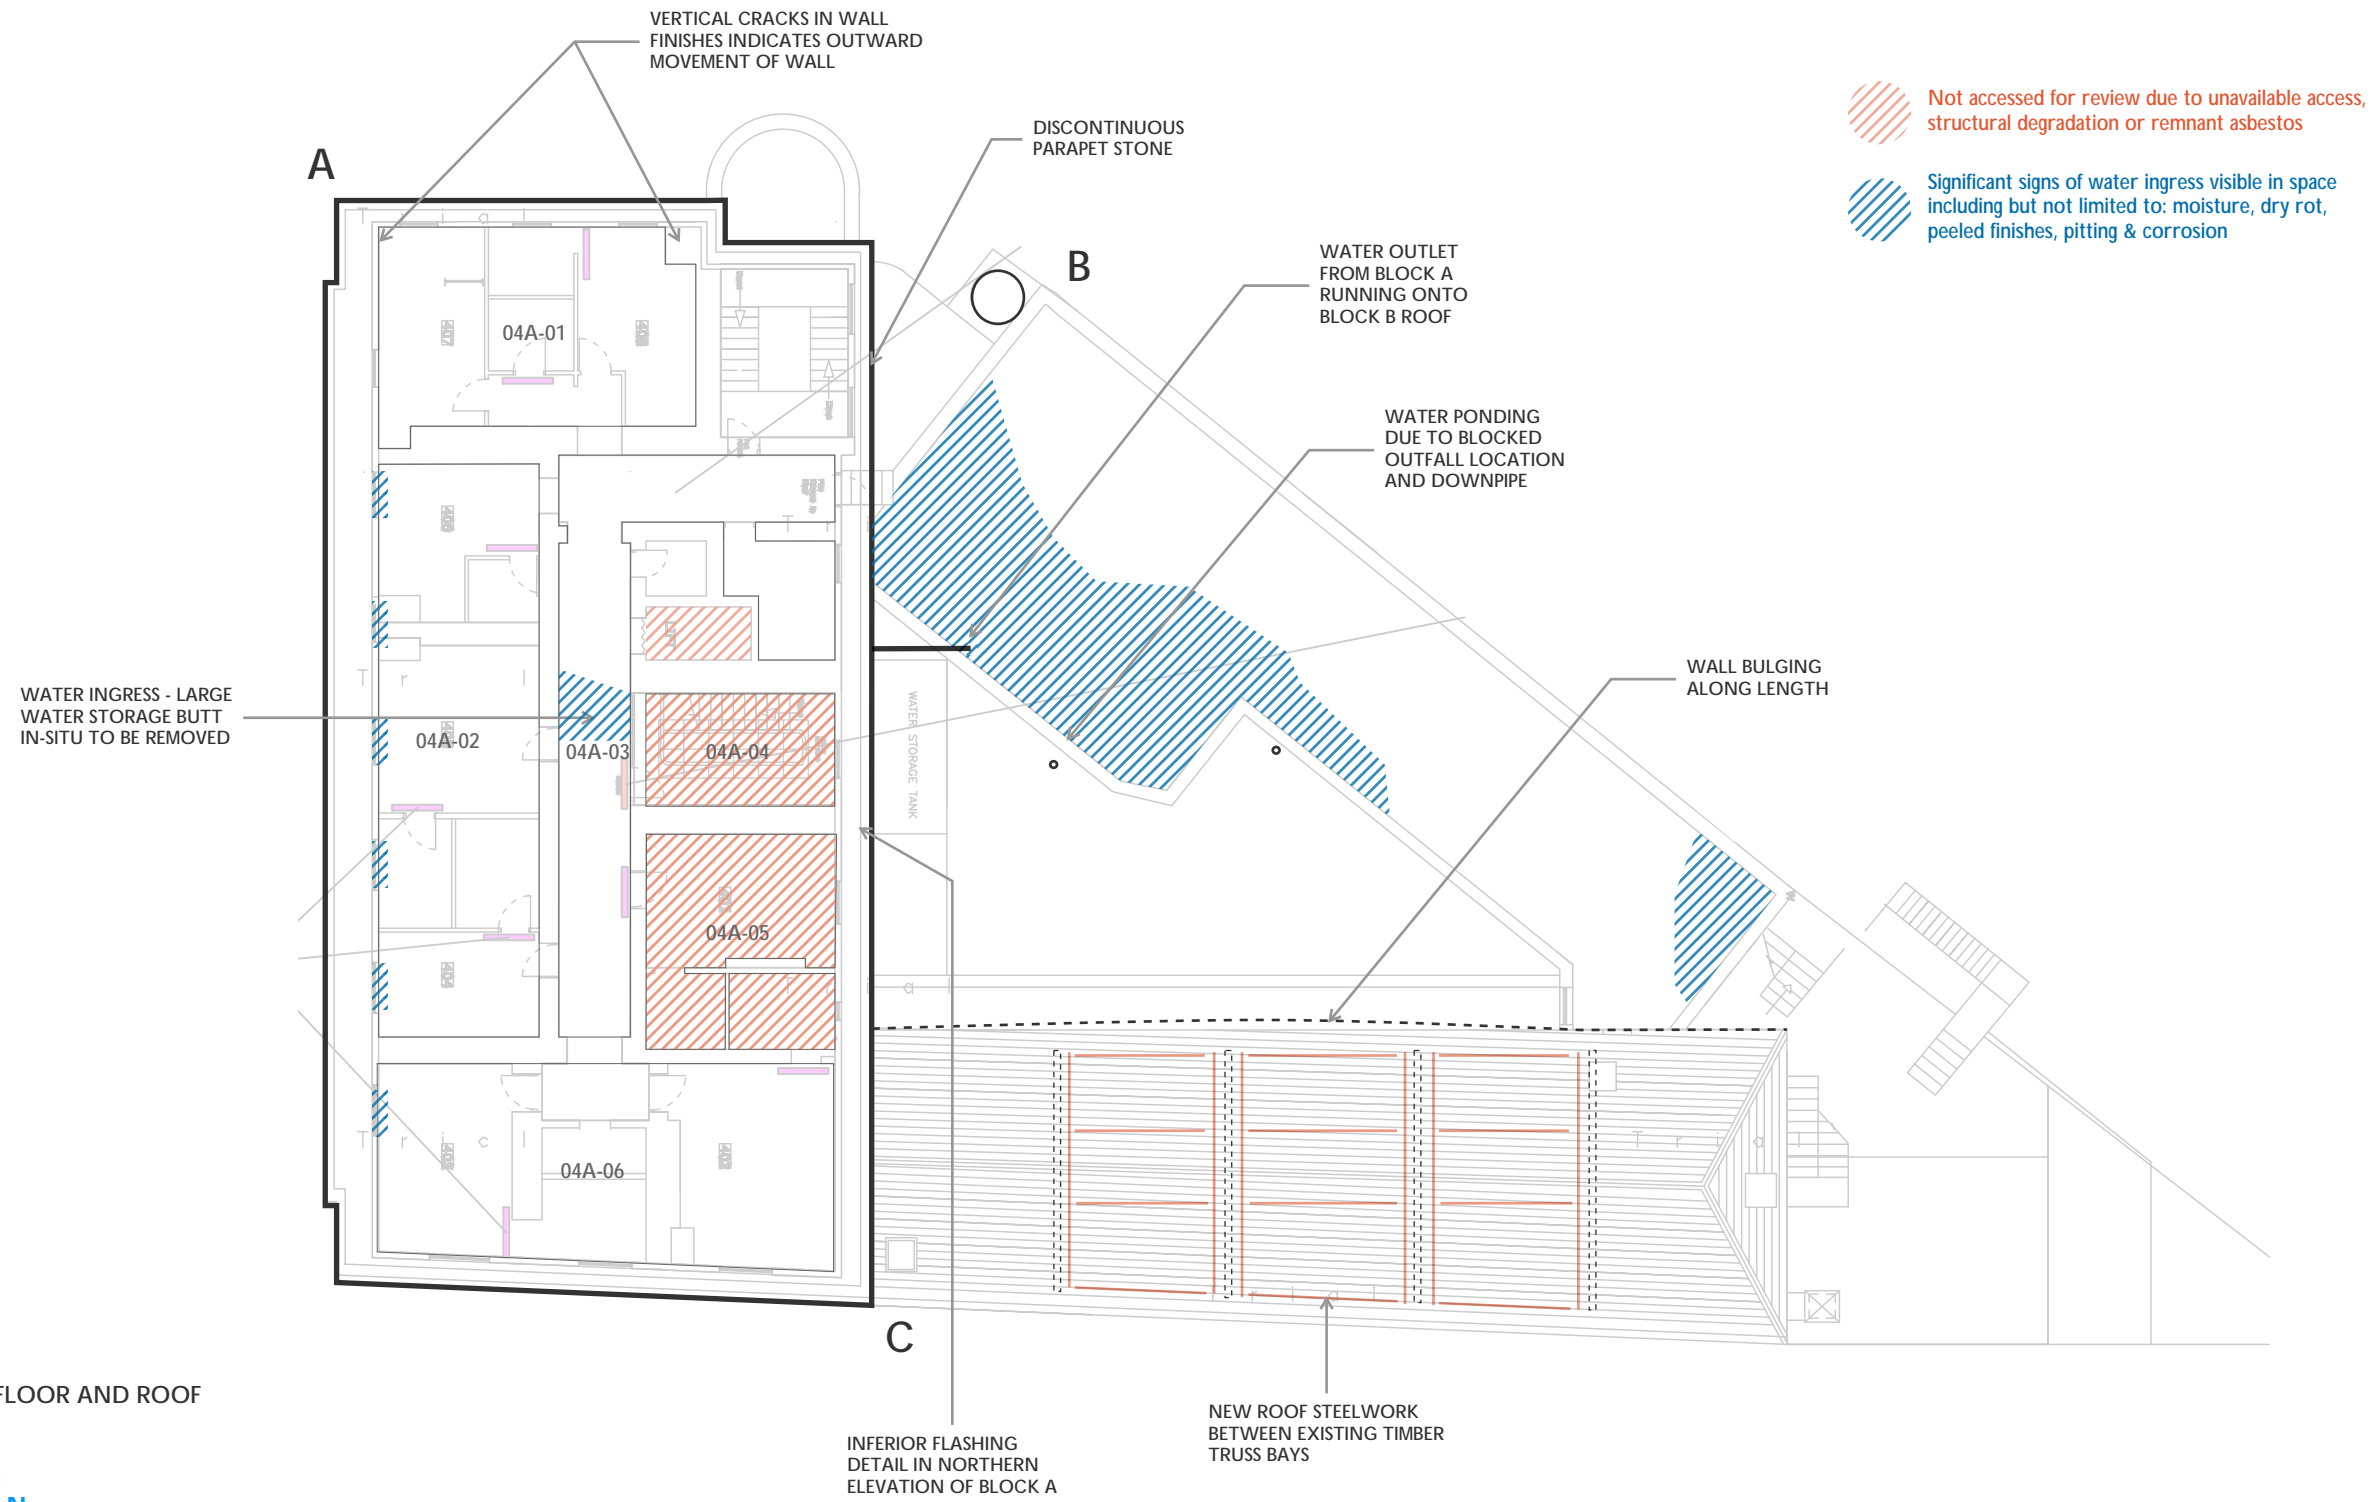 VERTICAL CRACKS IN WALL
FINISHES INDICATES OUTWARD
MOVEMENT OF WALL
Not accessed for review due to unavailable access,
structural degradation or remnant asbestos
DISCONTINUOUS
PARAPET STONE
A
Significant signs of water ingress visible in space
including but not limited to: moisture, dry rot,
peeled finishes, pitting & corrosion
B
WATER OUTLET
FROM BLOCK A
RUNNING ONTO
BLOCK B ROOF
04A-01
WATER PONDING
DUE TO BLOCKED
OUTFALL LOCATION
AND DOWNPIPE
WALL BULGING
ALONG LENGTH
WATER INGRESS - LARGE
WATER STORAGE BUTT
IN-SITU TO BE REMOVED
04A-02
04A-03
04A-04
WATER STORAGE TANK
04A-05
04A-06
C
FLOOR AND ROOF
NEW ROOF STEELWORK
BETWEEN EXISTING TIMBER
TRUSS BAYS
INFERIOR FLASHING
DETAIL IN NORTHERN
ELEVATION OF BLOCK A
N